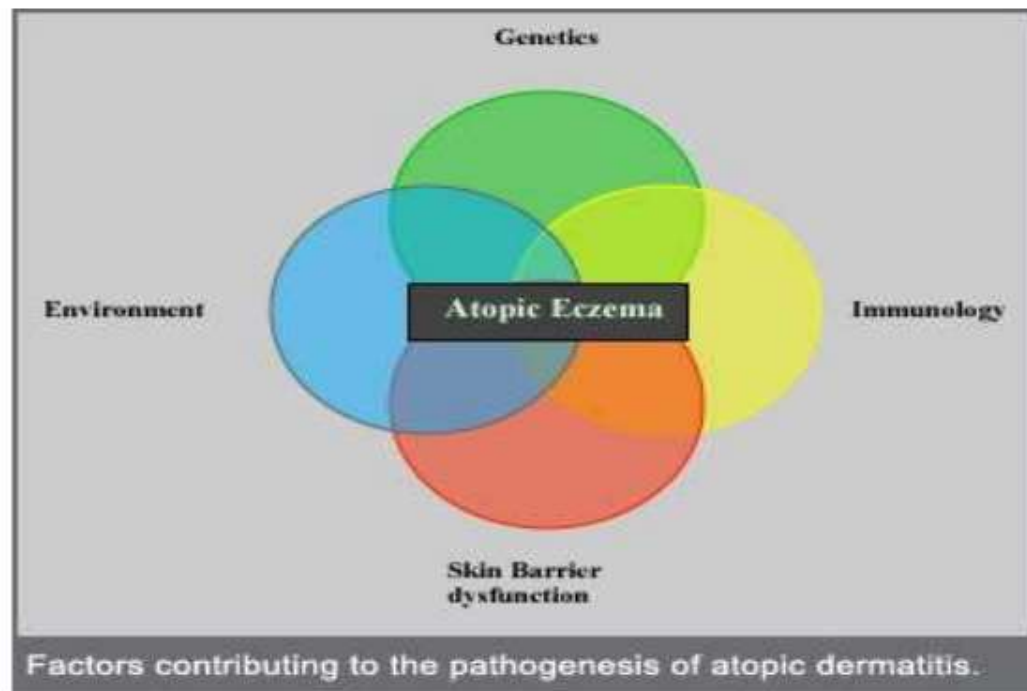 Genetics
Environment
Atopic Eczema
Immunology
Skin Barrier
dysfunction
Factors contributing to the pathogenesis of atopic dermatitis.